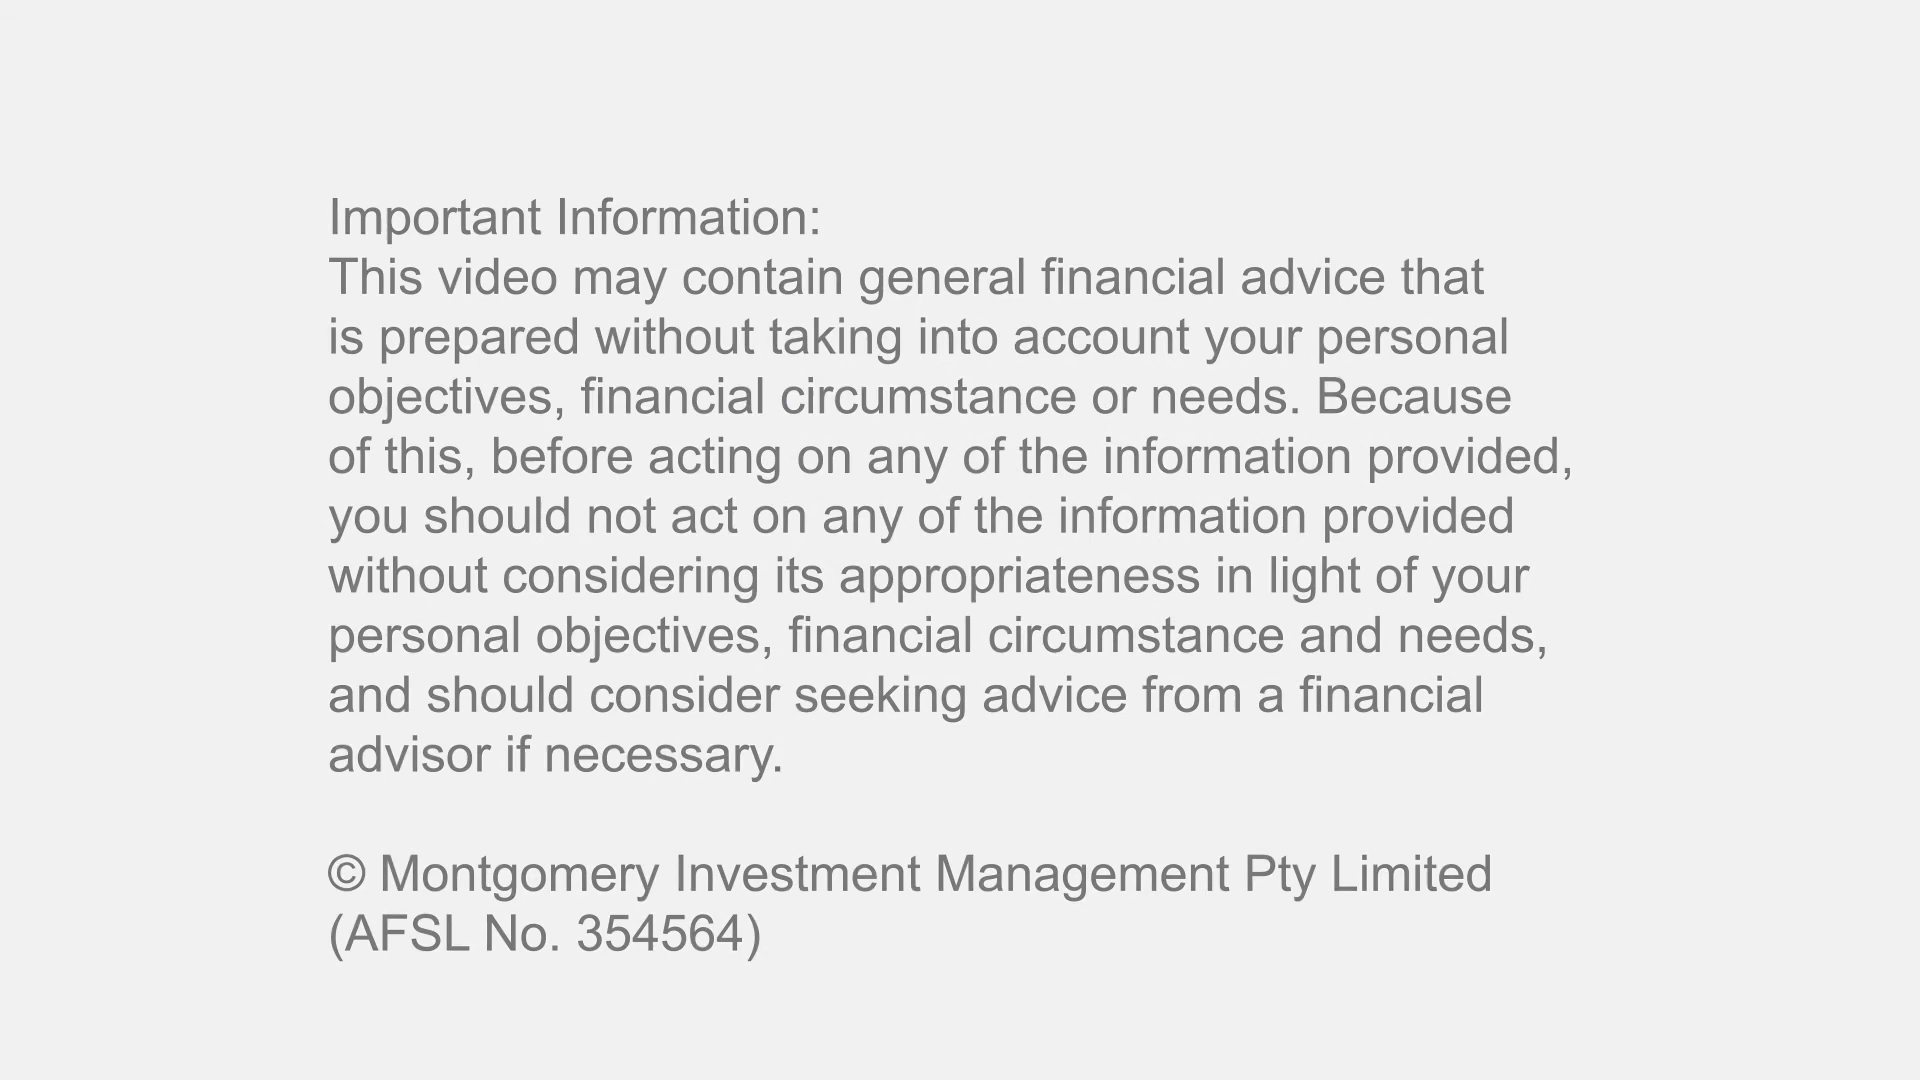 Important Information:
This video may contain general financial advice that
is prepared without taking into account your personal
objectives, financial circumstance or needs. Because
of this, before acting on any of the information provided,
you should not act on any of the information provided
without considering its appropriateness in light of your
personal objectives, financial circumstance and needs,
and should consider seeking advice from a financial
advisor if necessary.
© Montgomery Investment Management Pty Limited
(AFSL No. 354564)